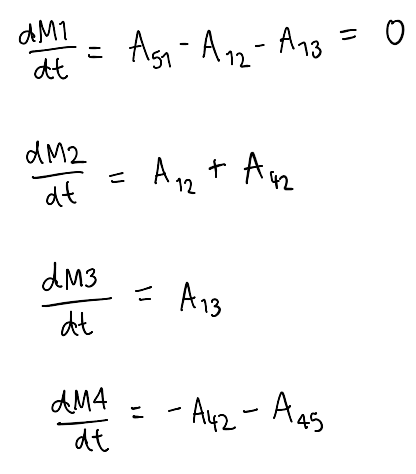 dM1/dt = A₅₁ - A₁₂ - A₁₃ = 0
dM2/dt = A₁₂ + A₄₂
dM3/dt = A₁₃
dM4/dt = -A₄₂ - A₄₅